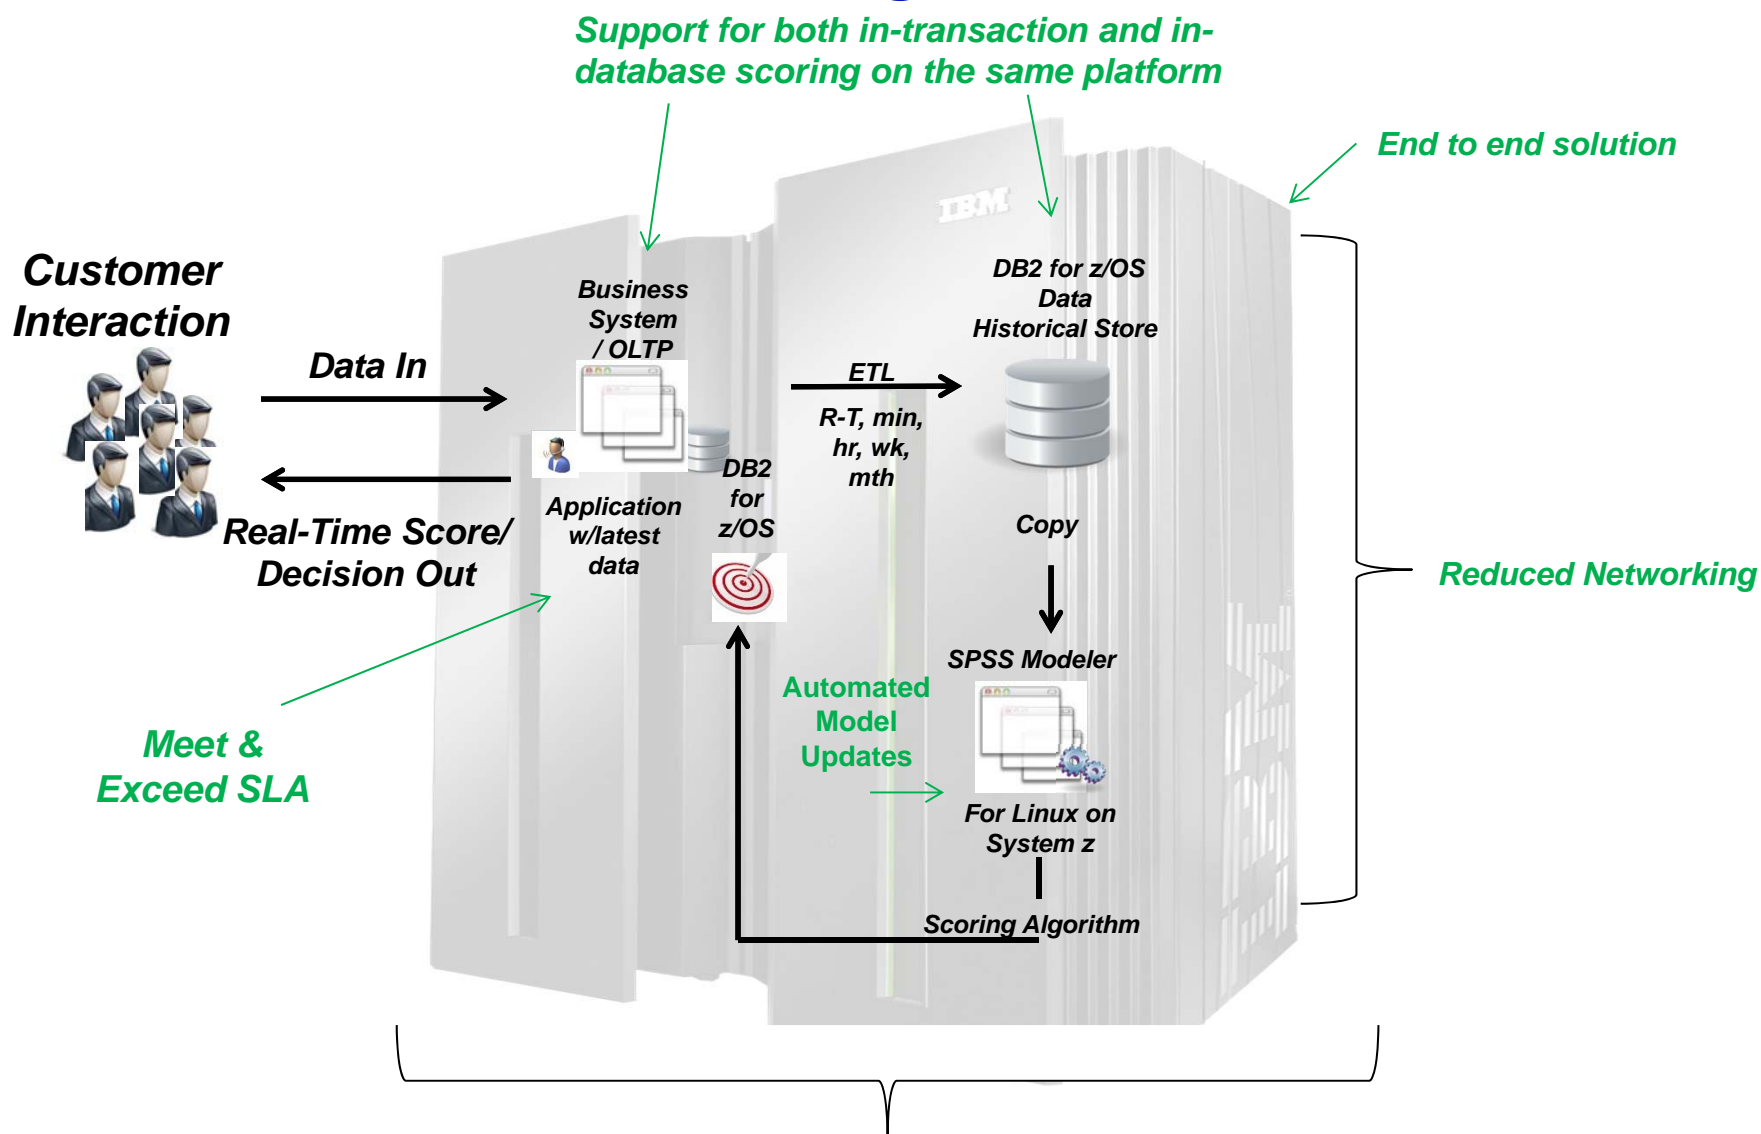 Support for both in-transaction and in-
database scoring on the same platform
End to end solution
IBM
Customer
Interaction
Data In
Real-Time Score/
Decision Out
Business
System
/ OLTP
Application
w/latest
data
DB2
for
z/OS
ETL
R-T, min,
hr, wk,
mth
DB2 for z/OS
Data
Historical Store
Copy
SPSS Modeler
Automated
Model
Updates
For Linux on
System z
Scoring Algorithm
Meet &
Exceed SLA
Reduced Networking